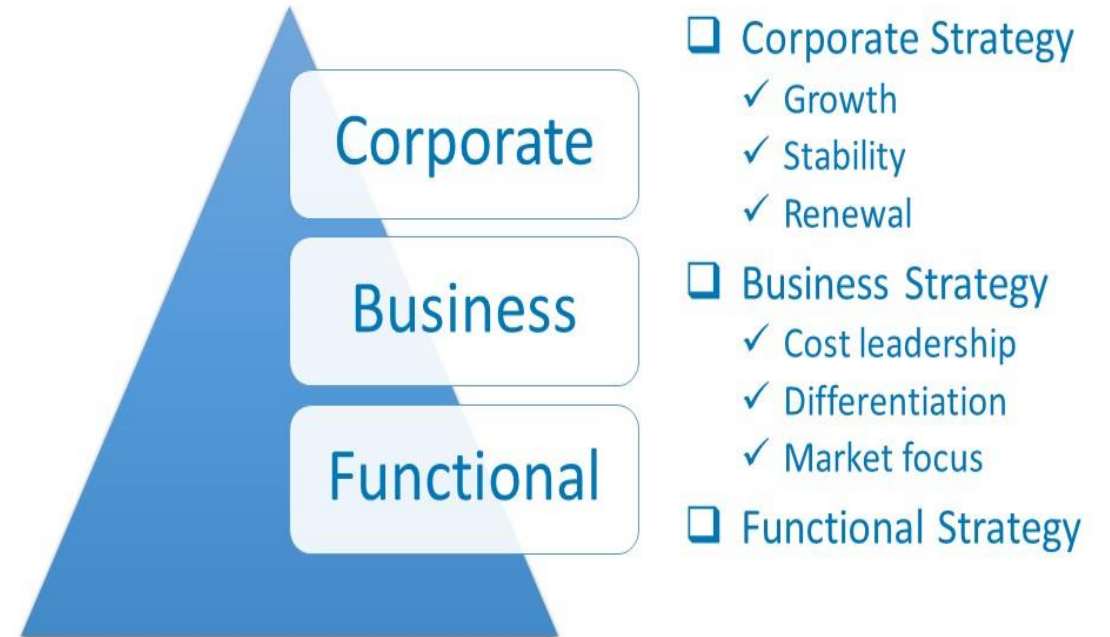 Corporate
Business
Functional
❑ Corporate Strategy
✓ Growth
✓ Stability
✓ Renewal
❑ Business Strategy
✓ Cost leadership
✓ Differentiation
✓ Market focus
❑ Functional Strategy